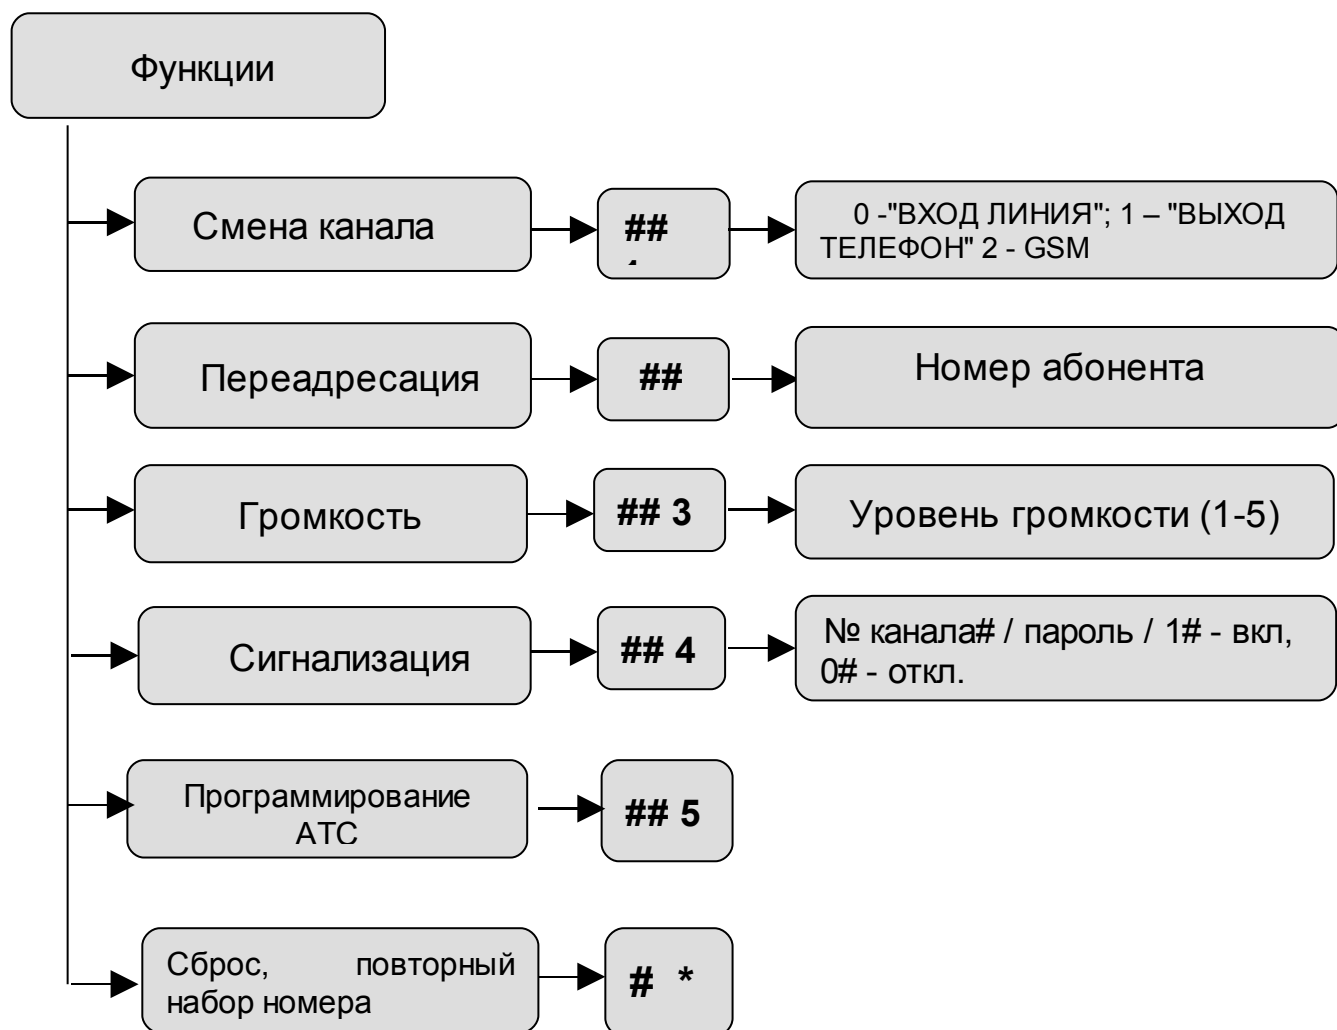 Функции
Смена канала
##
0 -"ВХОД ЛИНИЯ"; 1 – "ВЫХОД
ТЕЛЕФОН" 2 - GSM
Переадресация
##
Номер абонента
Громкость
## 3
Уровень громкости (1-5)
Сигнализация
## 4
№ канала# / пароль / 1# - вкл,
0# - откл.
Программирование
АТС
## 5
Сброс, повторный
набор номера
# *